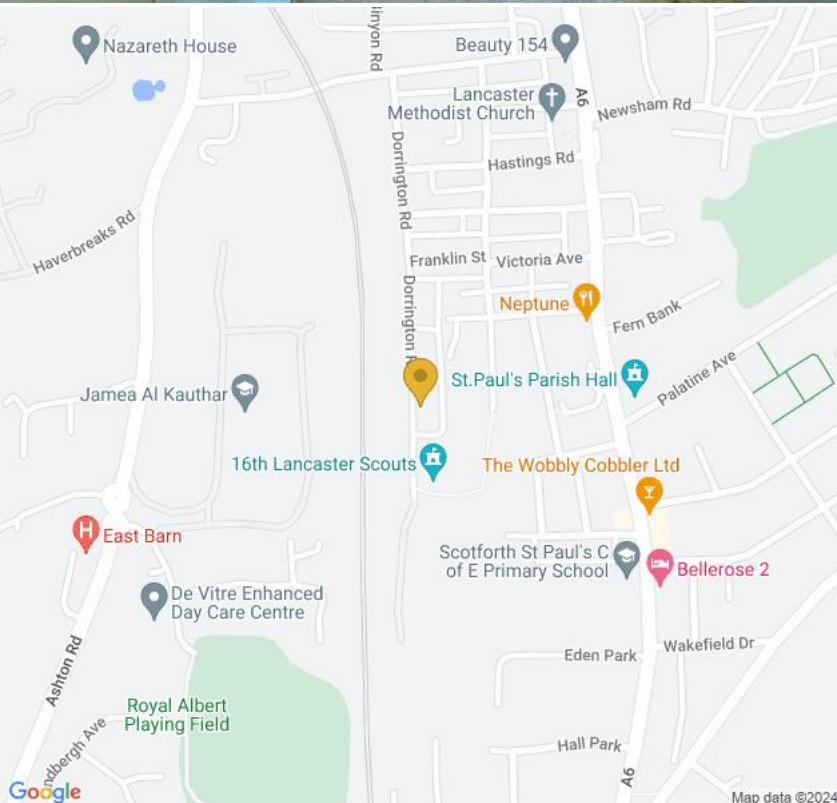 Nazareth House
Beauty 154
A6
Lancaster
Methodist Church
Newsham Rd
Hastings Rd
Dorrington Rd
Haverbreaks Rd
Franklin St
Victoria Ave
Dorrington
Neptune
Fern Bank
Palatine Ave
St.Paul's Parish Hall
Jamea Al Kauthar
16th Lancaster Scouts
The Wobbly Cobbler Ltd
East Barn
Scotforth St Paul's C
of E Primary School
Bellerose 2
De Vitre Enhanced
Day Care Centre
Wakefield Dr
Eden Park
Ashton Rd
Royal Albert
Playing Field
Hall Park
A6
Google
Map data ©2024